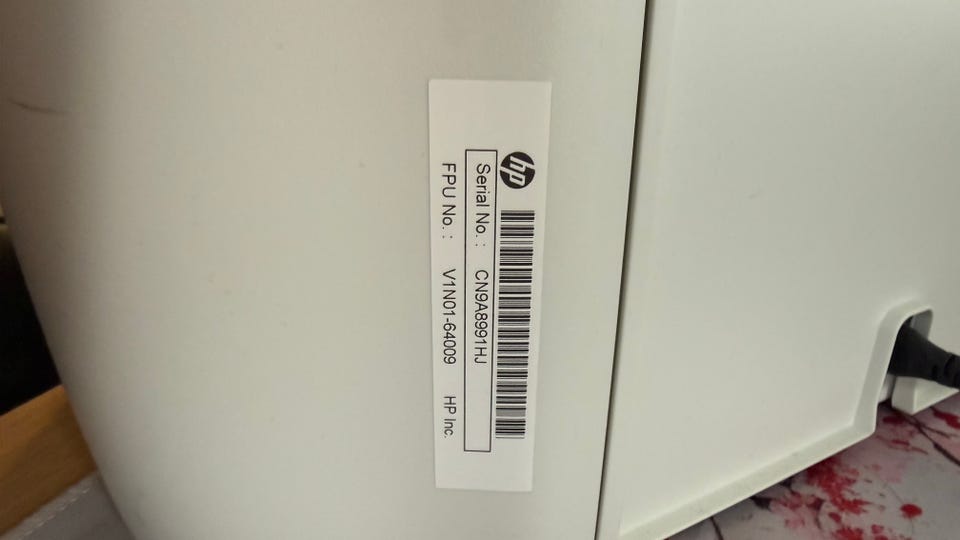 hp
Serial No. : CN9A8991HJ
FPU No. : V1N01-64009 HP Inc.